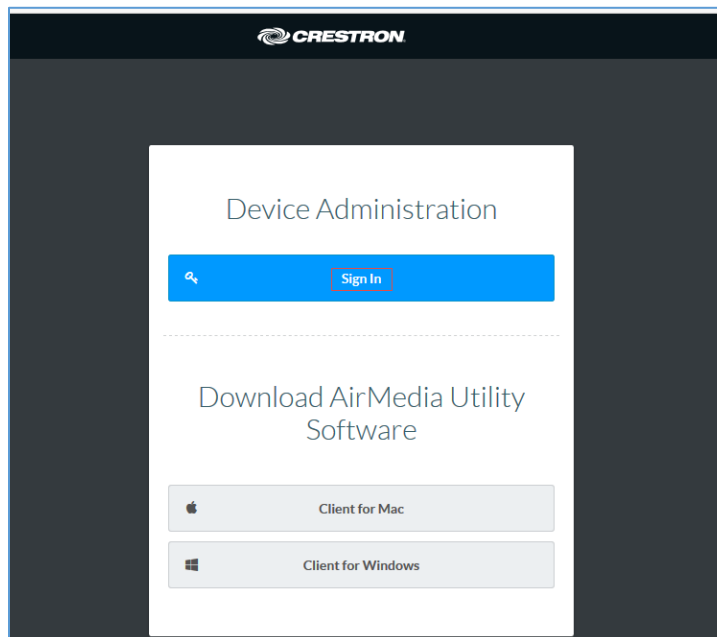 CRESTRON
Device Administration
Sign In
Download AirMedia Utility
Software
Client for Mac
Client for Windows